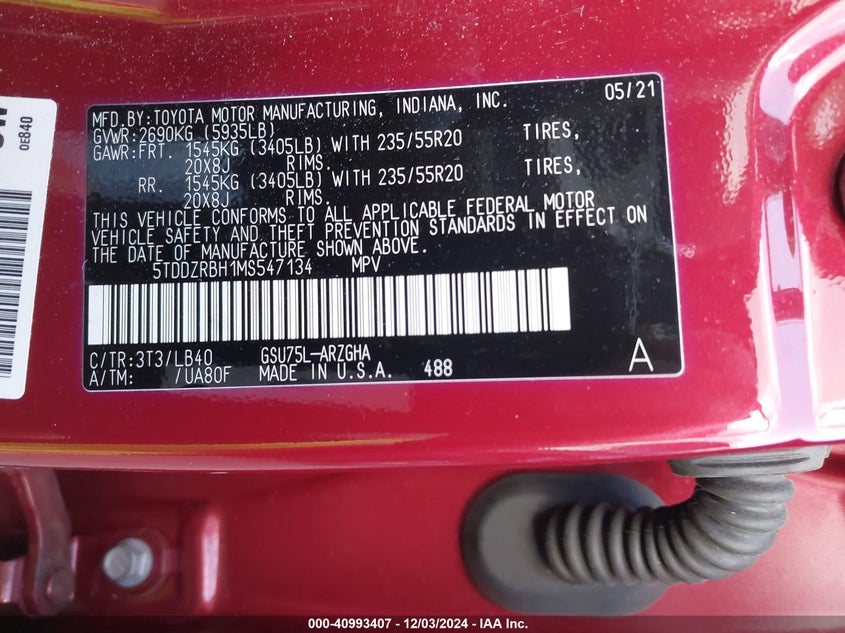 0E840
MFD.BY:TOYOTA MOTOR MANUFACTURING, INDIANA, INC. 05/21
GVWR:2690KG (5935LB)
GAWR:FRT. 1545KG (3405LB) WITH 235/55R20 TIRES,
20X8J RIMS.
RR. 1545KG (3405LB) WITH 235/55R20 TIRES,
20X8J RIMS.
THIS VEHICLE CONFORMS TO ALL APPLICABLE FEDERAL MOTOR
VEHICLE SAFETY AND THEFT PREVENTION STANDARDS IN EFFECT ON
THE DATE OF MANUFACTURE SHOWN ABOVE.
5TDDZRBH1MS547134 MPV
C/TR:3T3/LB40 GSU75L-ARZGHA
A/TM: /UA80F MADE IN U.S.A. 488 A
000-40993407 - 12/03/2024 - IAA Inc.